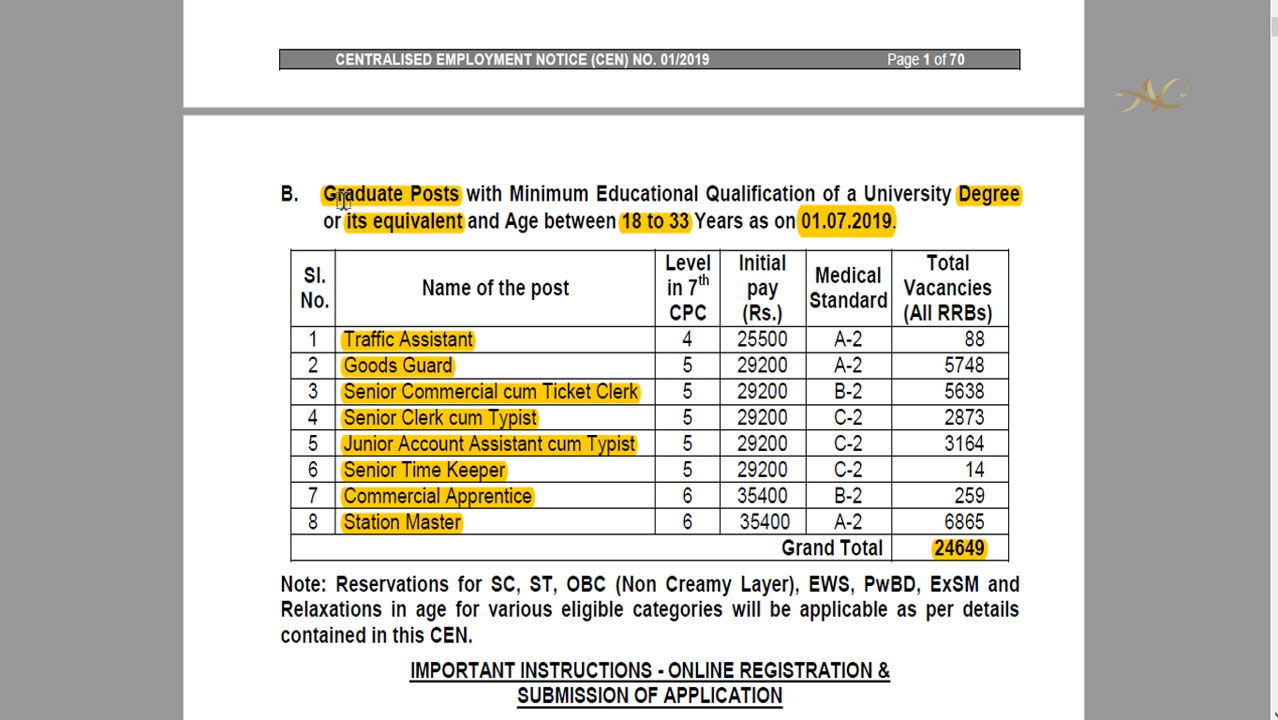 CENTRALISED EMPLOYMENT NOTICE (CEN) NO. 01/2019 Page 1 of 70
B. Graduate Posts with Minimum Educational Qualification of a University Degree
or its equivalent and Age between 18 to 33 Years as on 01.07.2019.
Sl. No. Name of the post Level in 7th CPC Initial pay (Rs.) Medical Standard Total Vacancies (All RRBs)
1 Traffic Assistant 4 25500 A-2 88
2 Goods Guard 5 29200 A-2 5748
3 Senior Commercial cum Ticket Clerk 5 29200 B-2 5638
4 Senior Clerk cum Typist 5 29200 C-2 2873
5 Junior Account Assistant cum Typist 5 29200 C-2 3164
6 Senior Time Keeper 5 29200 C-2 14
7 Commercial Apprentice 6 35400 B-2 259
8 Station Master 6 35400 A-2 6865
Grand Total 24649
Note: Reservations for SC, ST, OBC (Non Creamy Layer), EWS, PwBD, ExSM and
Relaxations in age for various eligible categories will be applicable as per details
contained in this CEN.
IMPORTANT INSTRUCTIONS - ONLINE REGISTRATION &
SUBMISSION OF APPLICATION